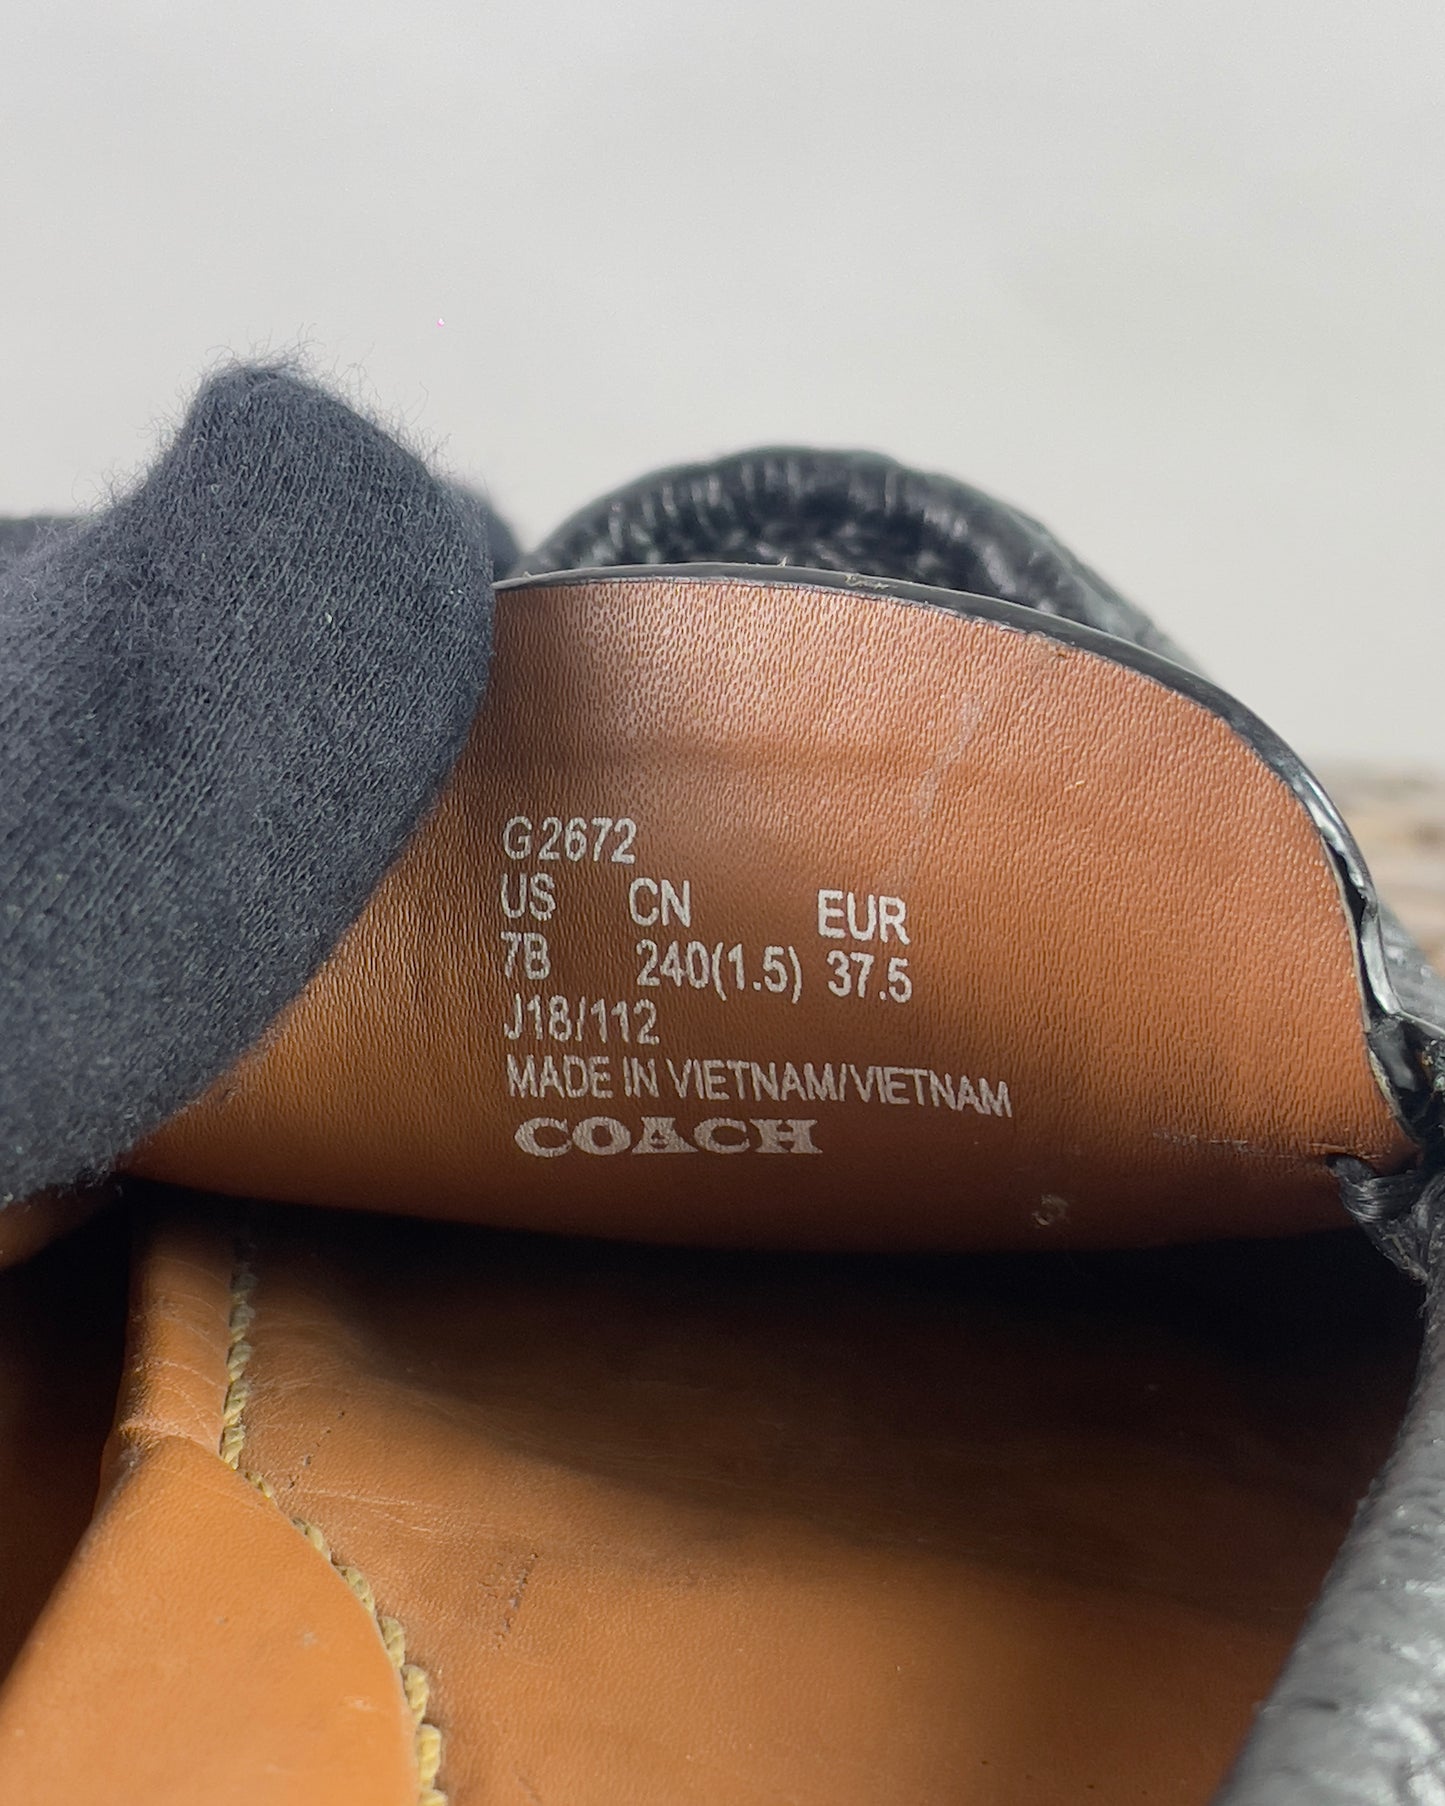 G2672
US CN EUR
7B 240(1.5) 37.5
J18/112
MADE IN VIETNAM/VIETNAM
COACH